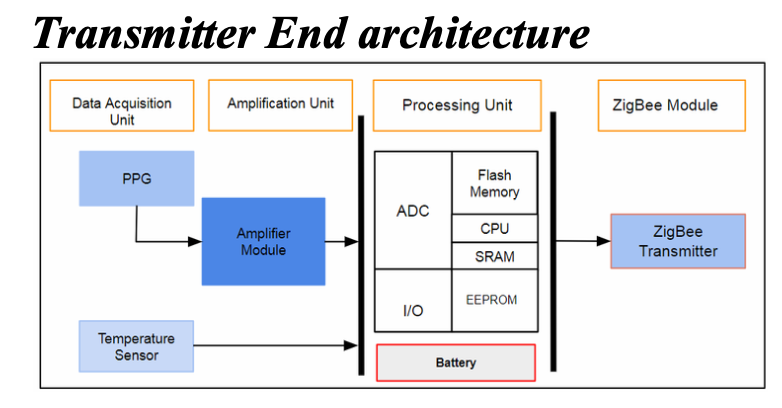 Transmitter End architecture
Data Acquisition
Unit
Amplification Unit
Processing Unit
ZigBee Module
PPG
Amplifier
Module
Temperature
Sensor
ADC
Flash
Memory
CPU
SRAM
I/O
EEPROM
Battery
ZigBee
Transmitter